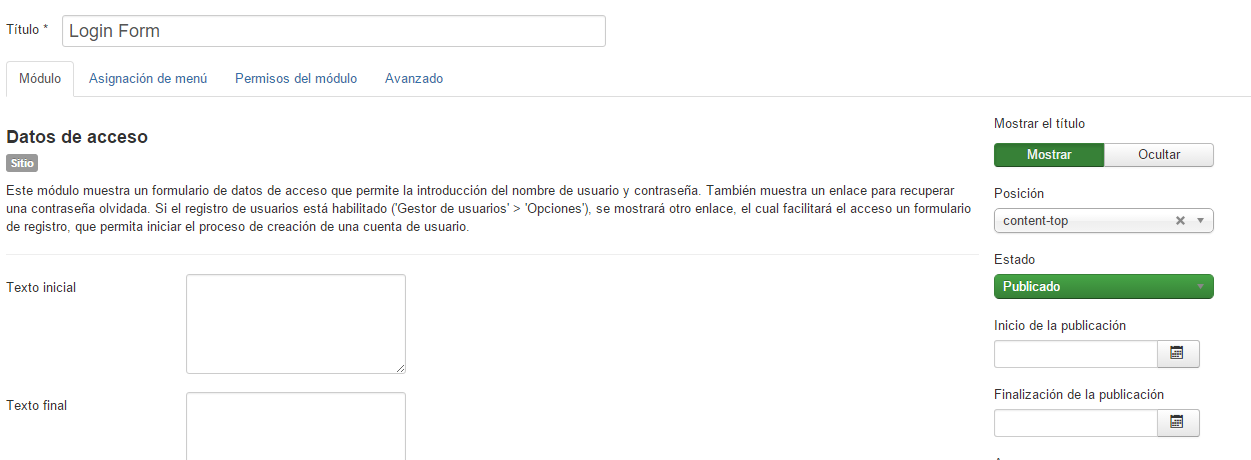 Título *
Login Form
Módulo
Asignación de menú
Permisos del módulo
Avanzado
Datos de acceso
Sitio
Este módulo muestra un formulario de datos de acceso que permite la introducción del nombre de usuario y contraseña. También muestra un enlace para recuperar
una contraseña olvidada. Si el registro de usuarios está habilitado ('Gestor de usuarios' > 'Opciones'), se mostrará otro enlace, el cual facilitará el acceso un formulario
de registro, que permita iniciar el proceso de creación de una cuenta de usuario.
Texto inicial
Texto final
Mostrar el título
Mostrar
Ocultar
Posición
content-top
Estado
Publicado
Inicio de la publicación
Finalización de la publicación